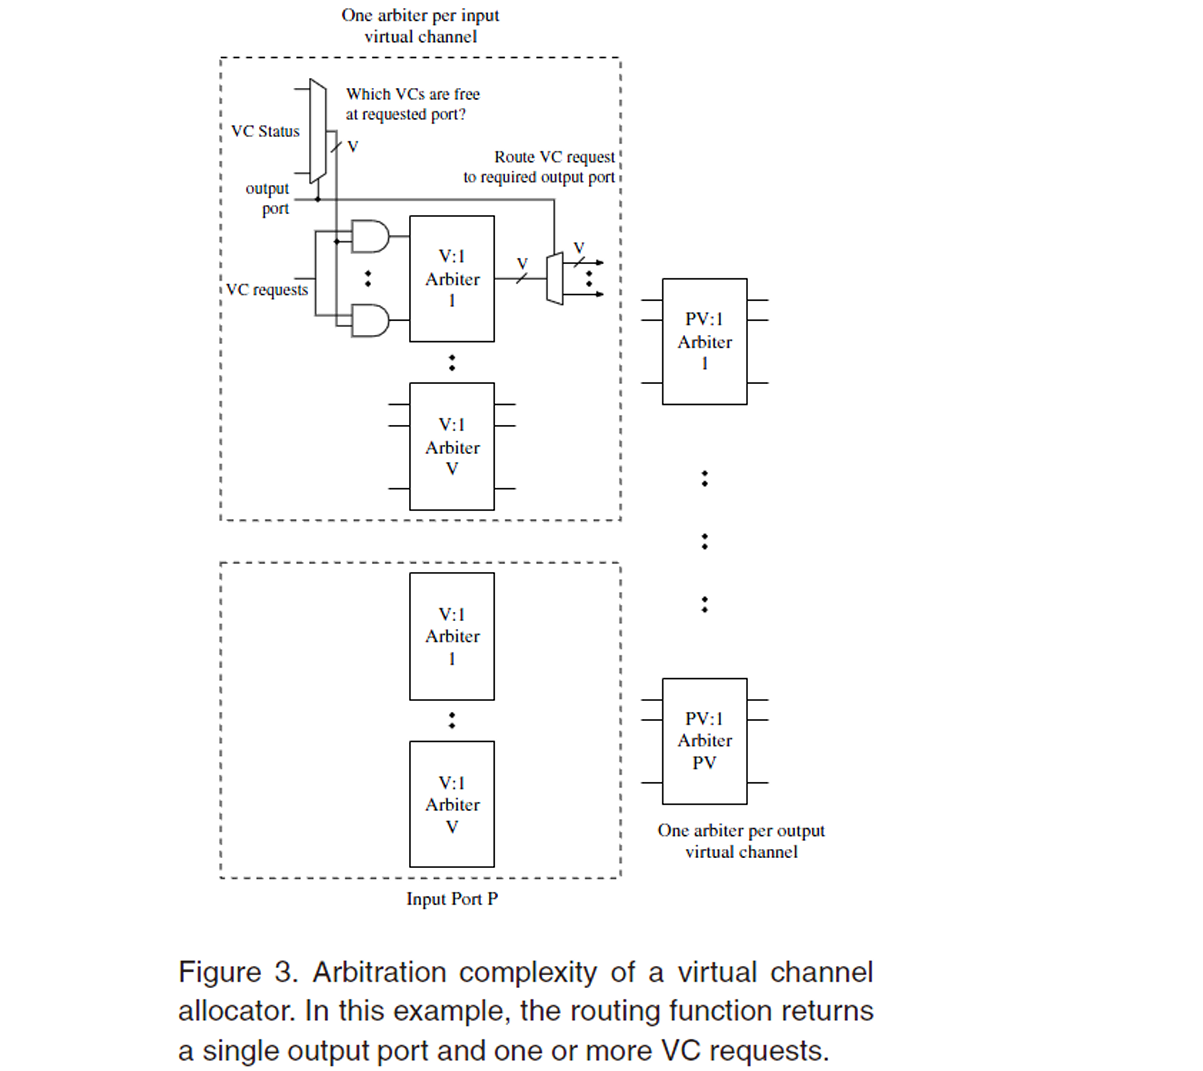 One arbiter per input
virtual channel
Which VCs are free
at requested port?
VC Status
V
Route VC request
to required output port
output
port
V:1
Arbiter
1
V
V
VC requests
PV:1
Arbiter
1
V:1
Arbiter
V
V:1
Arbiter
1
PV:1
Arbiter
PV
V:1
Arbiter
V
One arbiter per output
virtual channel
Input Port P
Figure 3. Arbitration complexity of a virtual channel
allocator. In this example, the routing function returns
a single output port and one or more VC requests.